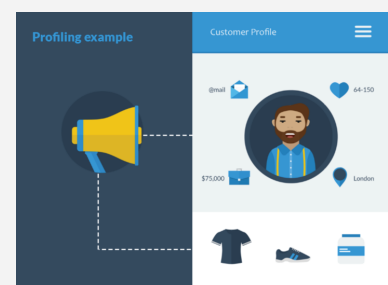 Profiling example
Customer Profile
@mail
64-150
$75,000
London